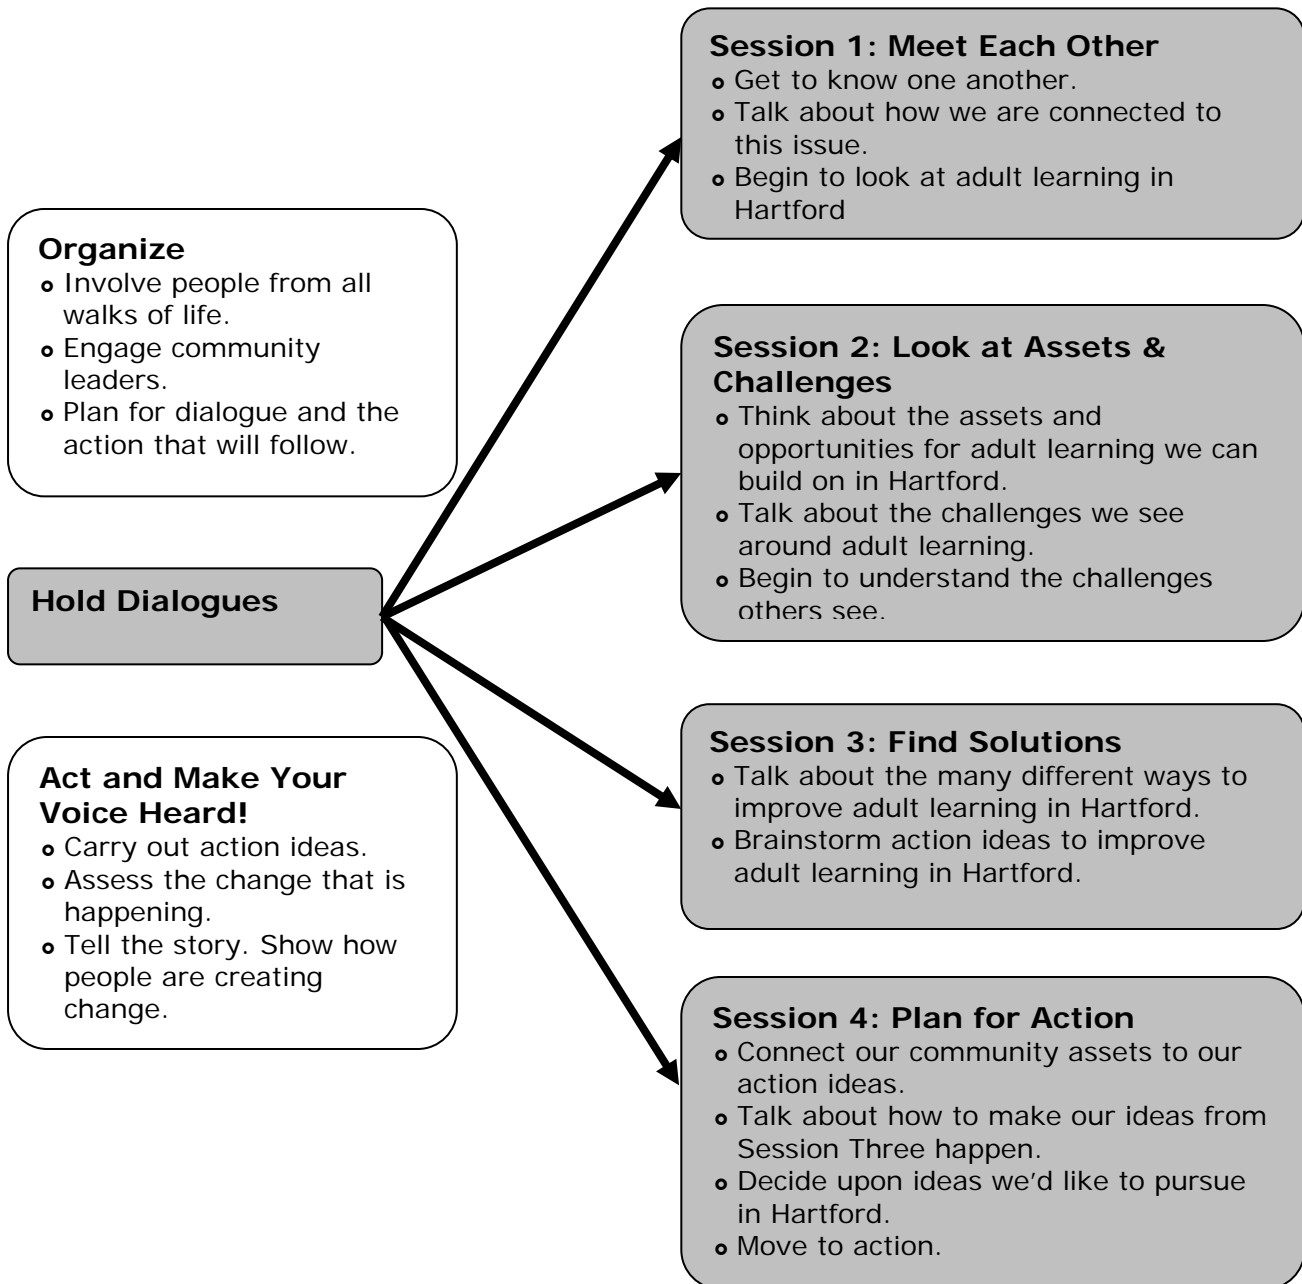 Organize
Involve people from all
walks of life.
Engage community
leaders.
Plan for dialogue and the
action that will follow.
Hold Dialogues
Act and Make Your
Voice Heard!
Carry out action ideas.
Assess the change that is
happening.
Tell the story. Show how
people are creating
change.
Session 1: Meet Each Other
Get to know one another.
Talk about how we are connected to
this issue.
Begin to look at adult learning in
Hartford
Session 2: Look at Assets &
Challenges
Think about the assets and
opportunities for adult learning we can
build on in Hartford.
Talk about the challenges we see
around adult learning.
Begin to understand the challenges
others see.
Session 3: Find Solutions
Talk about the many different ways to
improve adult learning in Hartford.
Brainstorm action ideas to improve
adult learning in Hartford.
Session 4: Plan for Action
Connect our community assets to our
action ideas.
Talk about how to make our ideas from
Session Three happen.
Decide upon ideas we’d like to pursue
in Hartford.
Move to action.